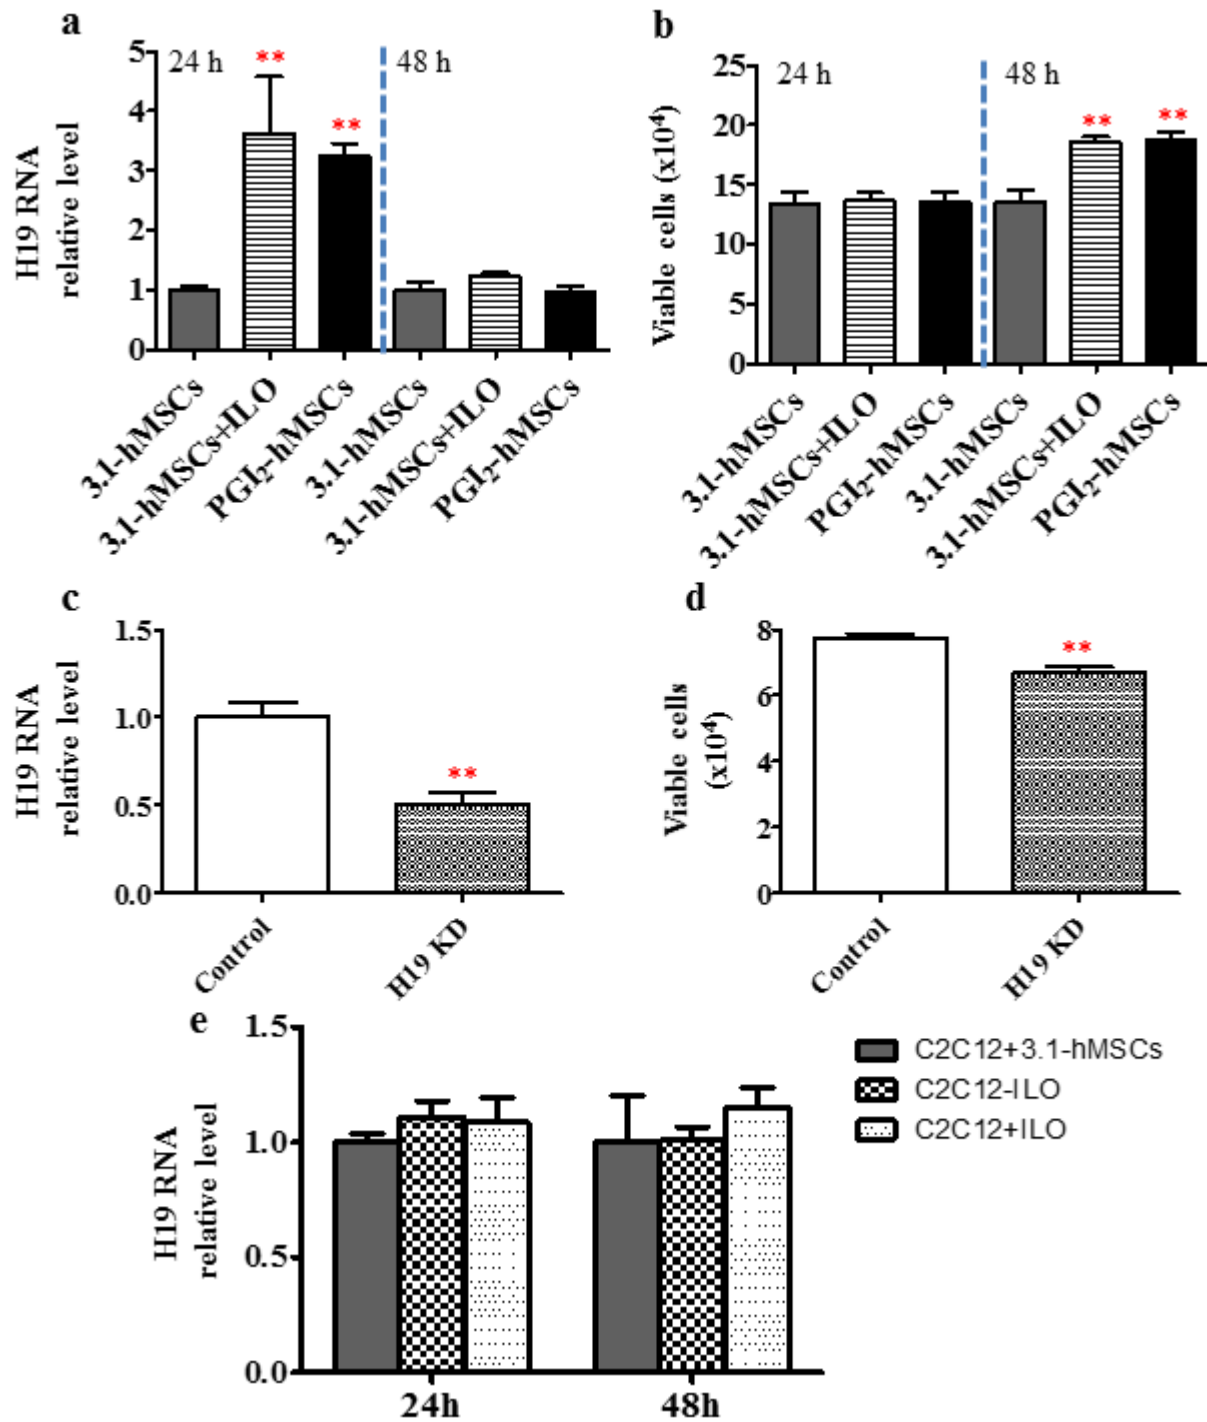 a
H19 RNA
relative level
5
4
3
2
1
0
24 h
**
**
48 h
3.1-hMSCs
3.1-hMSCs+ILO
PGI₂-hMSCs
3.1-hMSCs
3.1-hMSCs+ILO
PGI₂-hMSCs
b
Viable cells (x10⁴)
25
20
15
10
5
0
24 h
48 h
**
**
3.1-hMSCs
3.1-hMSCs+ILO
PGI₂-hMSCs
3.1-hMSCs
3.1-hMSCs+ILO
PGI₂-hMSCs
c
H19 RNA
relative level
1.5
1.0
0.5
0.0
**
Control
H19 KD
d
Viable cells
(x10⁴)
8
6
4
2
0
**
Control
H19 KD
e
H19 RNA
relative level
1.5
1.0
0.5
0.0
24h
48h
C2C12+3.1-hMSCs
C2C12-ILO
C2C12+ILO